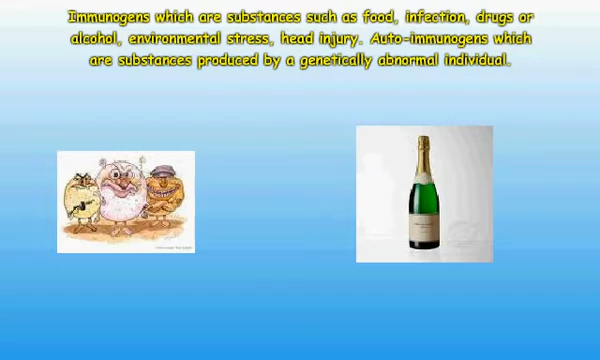 Immunogens which are substances such as food, infection, drugs or
alcohol, environmental stress, head injury. Auto-immunogens which
are substances produced by a genetically abnormal individual.